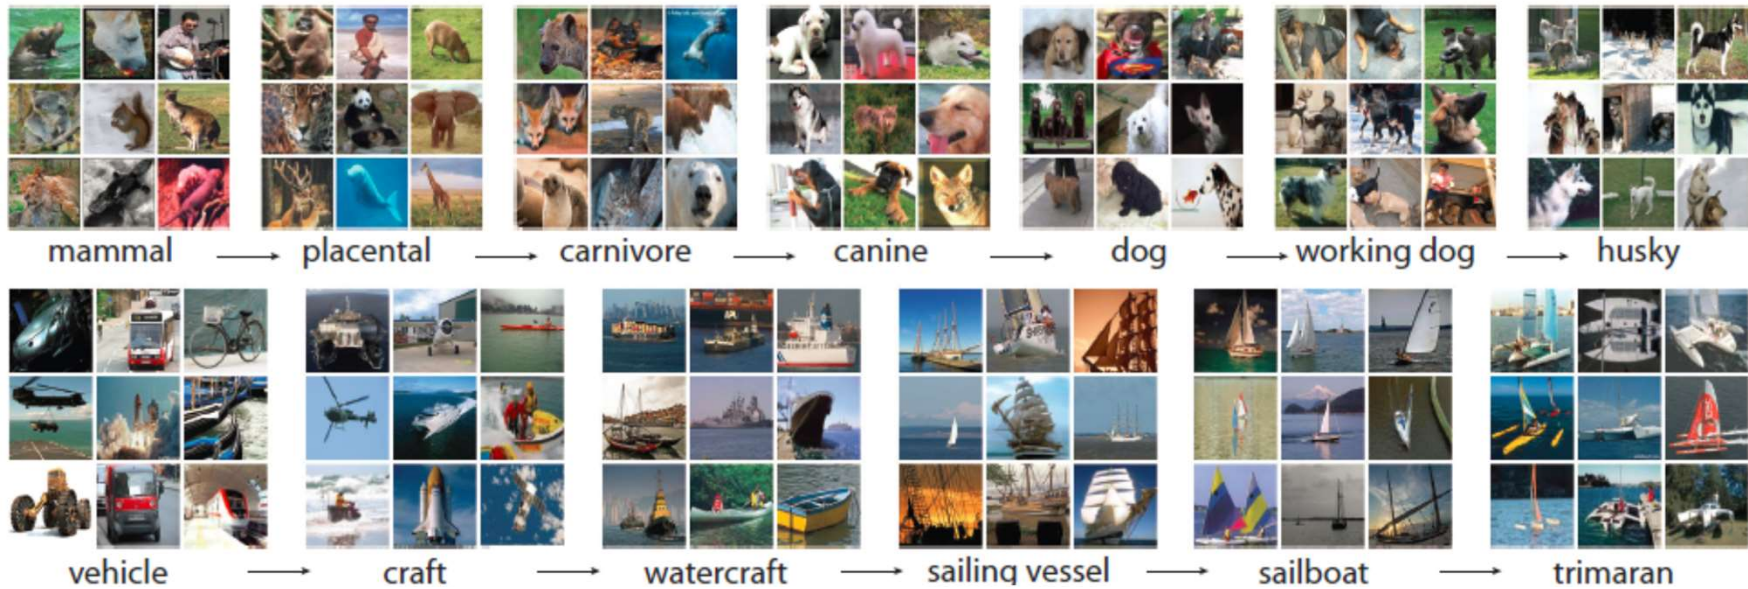 mammal → placental → carnivore → canine → dog → working dog → husky
vehicle → craft → watercraft → sailing vessel → sailboat → trimaran